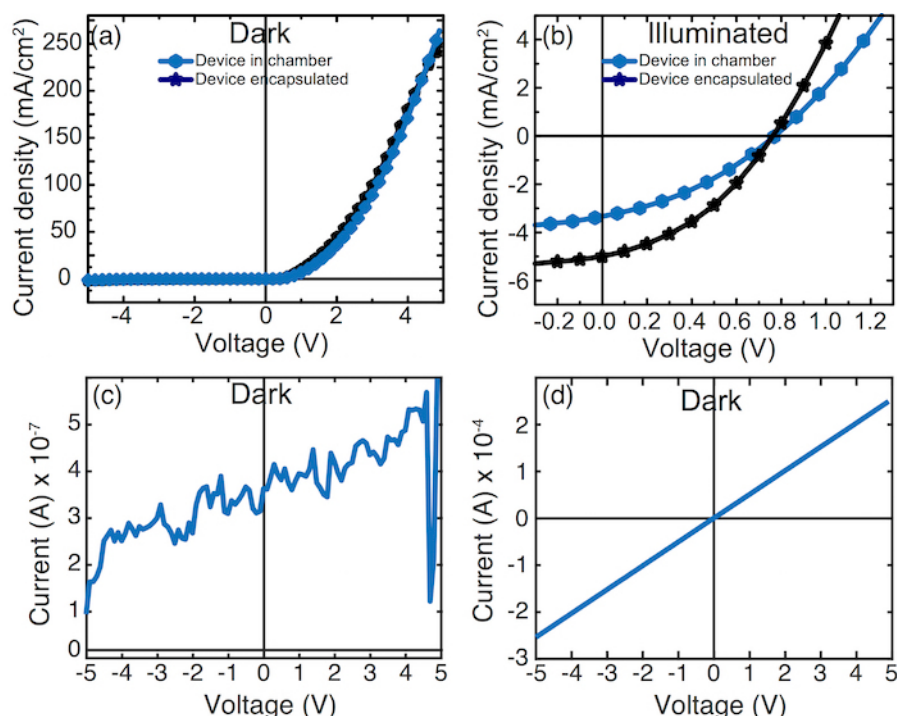 (a)
Dark
Device in chamber
Device encapsulated
250
200
150
100
50
0
Current density (mA/cm²)
-4
-2
0
2
4
Voltage (V)
(b)
Illuminated
Device in chamber
Device encapsulated
4
2
0
-2
-4
-6
Current density (mA/cm²)
-0.2
0.0
0.2
0.4
0.6
0.8
1.0
1.2
Voltage (V)
(c)
Dark
5
4
3
2
1
0
Current (A) x 10⁻⁷
-5
-4
-3
-2
-1
0
1
2
3
4
5
Voltage (V)
(d)
Dark
2
1
0
-1
-2
-3
Current (A) x 10⁻⁴
-5
-4
-3
-2
-1
0
1
2
3
4
5
Voltage (V)